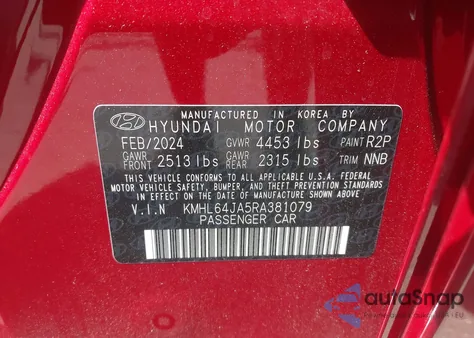 MANUFACTURED IN KOREA BY
HYUNDAI MOTOR COMPANY
FEB/2024 GVWR 4453 lbs PAINT R2P
GAWR FRONT 2513 lbs GAWR REAR 2315 lbs TRIM NNB
THIS VEHICLE CONFORMS TO ALL APPLICABLE U.S. FEDERAL MOTOR
VEHICLE SAFETY, BUMPER, AND THEFT PREVENTION STANDARDS
IN EFFECT ON THE DATE OF MANUFACTURE SHOWN ABOVE.
V.I.N KMHL64JA5RA381079
PASSENGER CAR
autoSnap